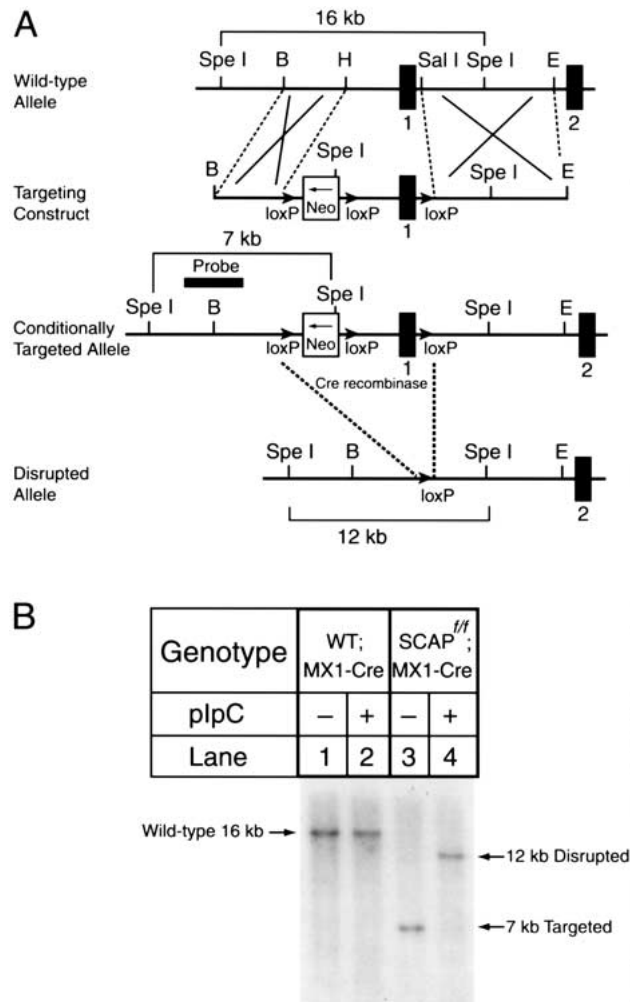 A
16 kb
Spe I B H Sal I Spe I E
Wild-type
Allele
1 2
Spe I
B Spe I E
Targeting
Construct
loxP Neo loxP 1 loxP
7 kb
Probe
Spe I B Spe I Spe I E
Conditionally
Targeted Allele
loxP Neo loxP 1 loxP 2
Cre recombinase
Spe I B Spe I E
Disrupted
Allele
loxP 2
12 kb
B
Genotype WT; MX1-Cre SCAP f/f; MX1-Cre
pIpC – + – +
Lane 1 2 3 4
Wild-type 16 kb
12 kb Disrupted
7 kb Targeted